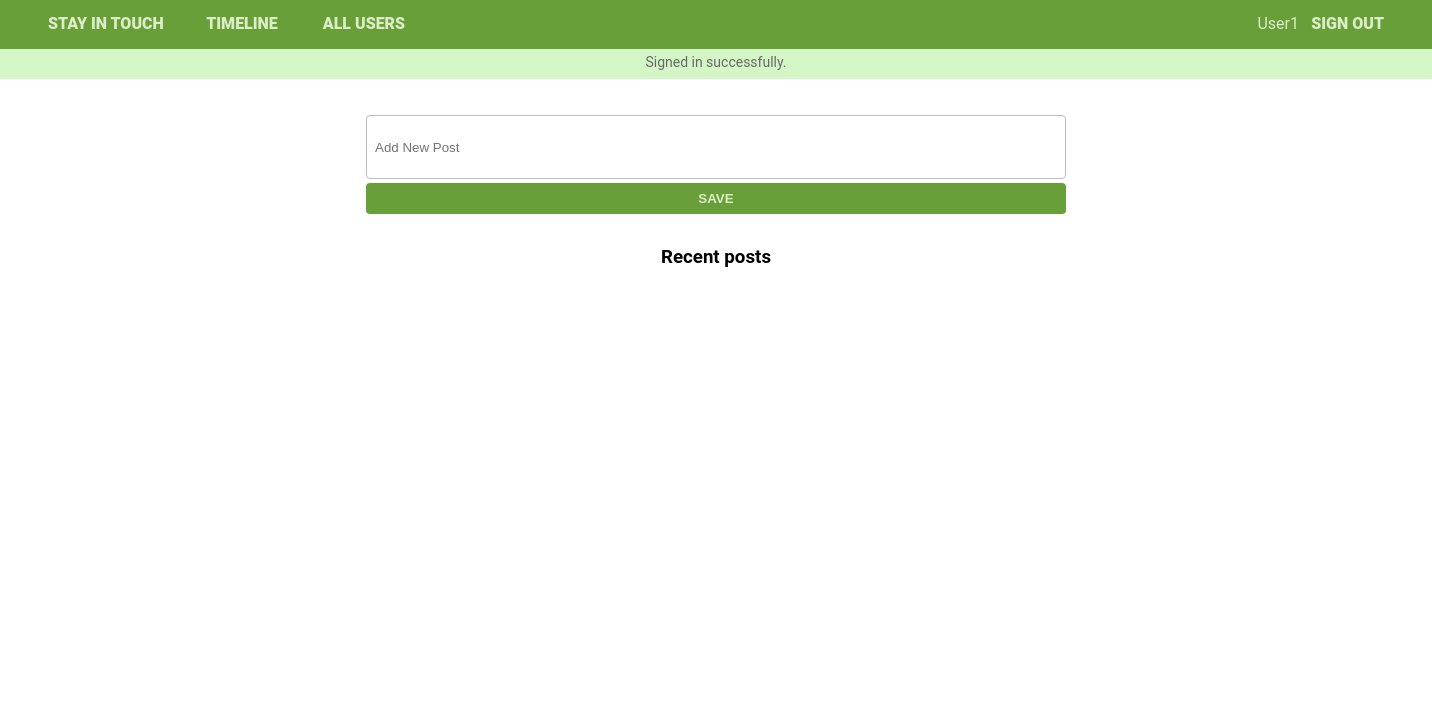 STAY IN TOUCH TIMELINE ALL USERS User1 SIGN OUT
Signed in successfully.
Add New Post
SAVE
Recent posts